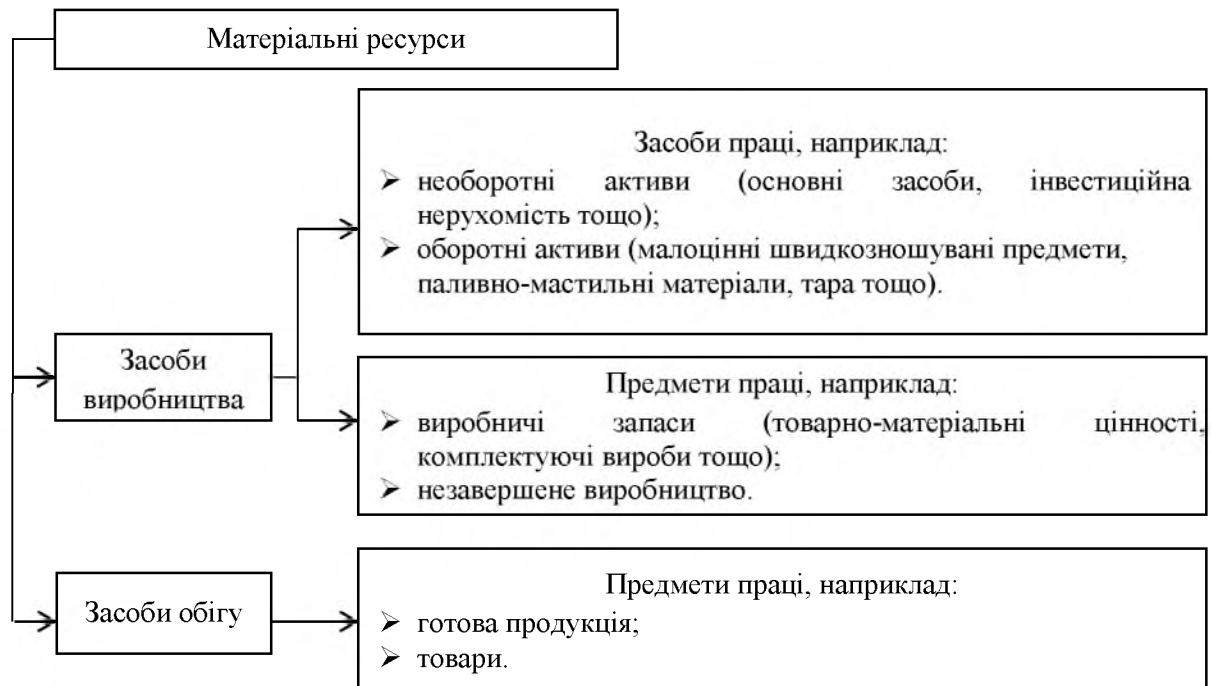 Матеріальні ресурси
Засоби праці, наприклад:
➢ необоротні активи (основні засоби, інвестиційна
нерухомість тощо);
➢ оборотні активи (малоцінні швидкозношувані предмети,
паливно-мастильні матеріали, тара тощо).
Засоби
виробництва
Предмети праці, наприклад:
➢ виробничі запаси (товарно-матеріальні цінності,
комплектуючі вироби тощо);
➢ незавершене виробництво.
Засоби обігу
Предмети праці, наприклад:
➢ готова продукція;
➢ товари.